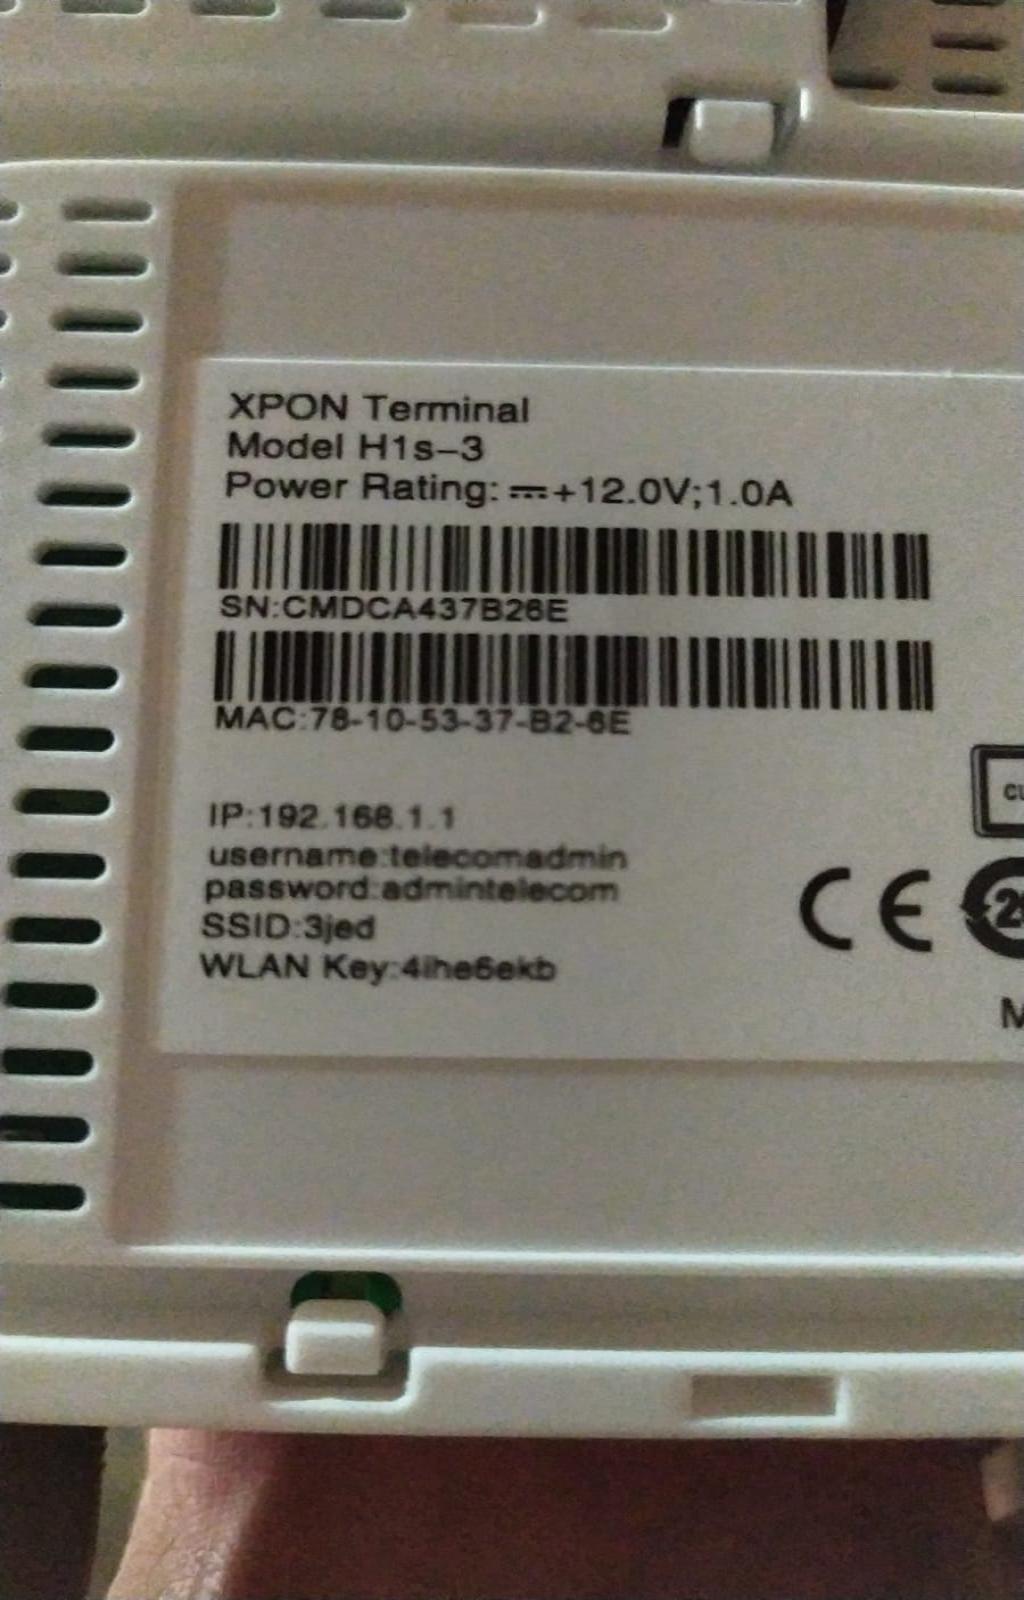 XPON Terminal
Model H1s-3
Power Rating: ⎓+12.0V;1.0A
SN:CMDCA437B26E
MAC:78-10-53-37-B2-6E
IP:192.168.1.1
username:telecomadmin
password:admintelecom
SSID:3jed
WLAN Key:4ihe6ekb
CE